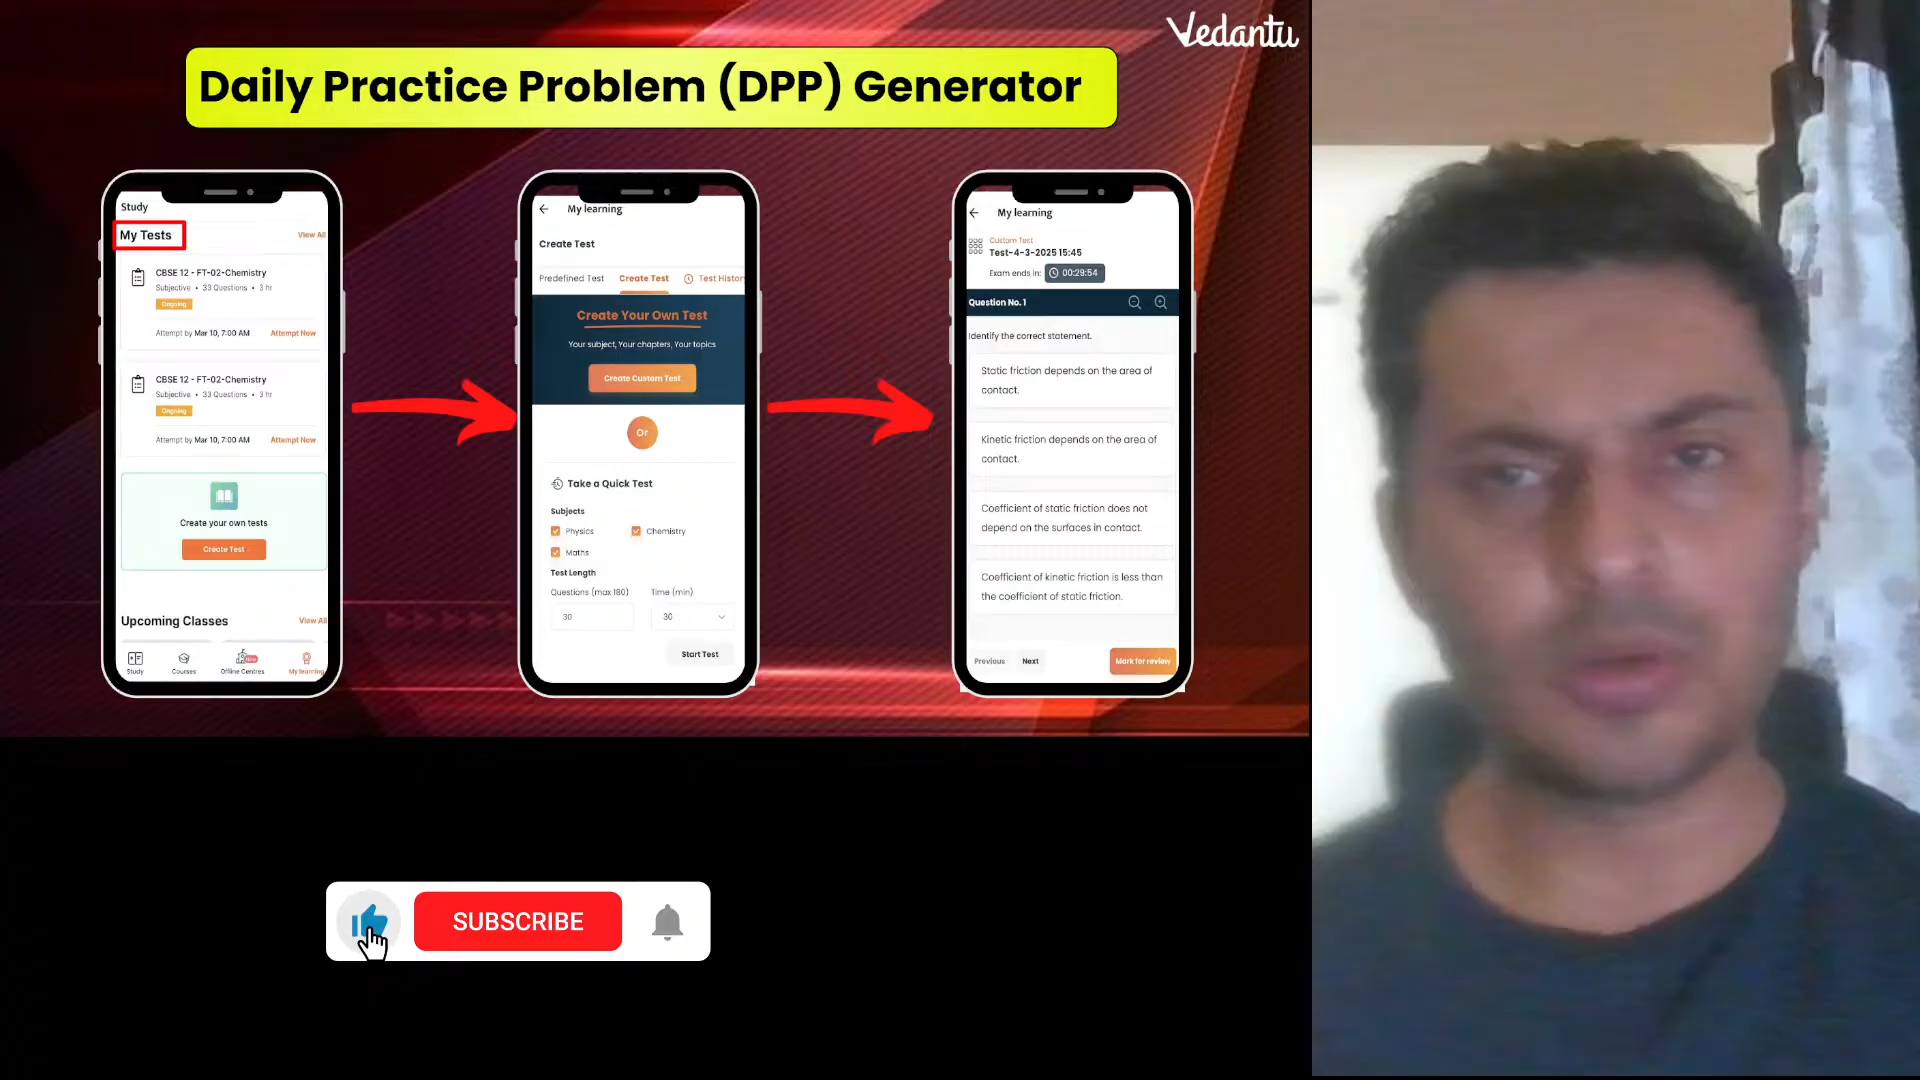 Vedantu
Daily Practice Problem (DPP) Generator
Study
My Tests
View All
CBSE 12 - FT-02-Chemistry
Subjective • 33 Questions • 3 hr
Ongoing
Attempt by Mar 10, 7:00 AM
Attempt Now
CBSE 12 - FT-02-Chemistry
Subjective • 33 Questions • 3 hr
Ongoing
Attempt by Mar 10, 7:00 AM
Attempt Now
Create your own tests
Create Test
Upcoming Classes
View All
Study
Courses
Offline Centres
New
My learning
My learning
Create Test
Predefined Test
Create Test
Test Histor
Create Your Own Test
Your subject, Your chapters, Your topics
Create Custom Test
Or
Take a Quick Test
Subjects
Physics
Chemistry
Maths
Test Length
Questions (max 180)
Time (min)
30
30
Start Test
My learning
Custom Test
Test-4-3-2025 15:45
Exam ends in: 00:29:54
Question No. 1
Identify the correct statement.
Static friction depends on the area of
contact.
Kinetic friction depends on the area of
contact.
Coefficient of static friction does not
depend on the surfaces in contact.
Coefficient of kinetic friction is less than
the coefficient of static friction.
Previous
Next
Mark for review
SUBSCRIBE